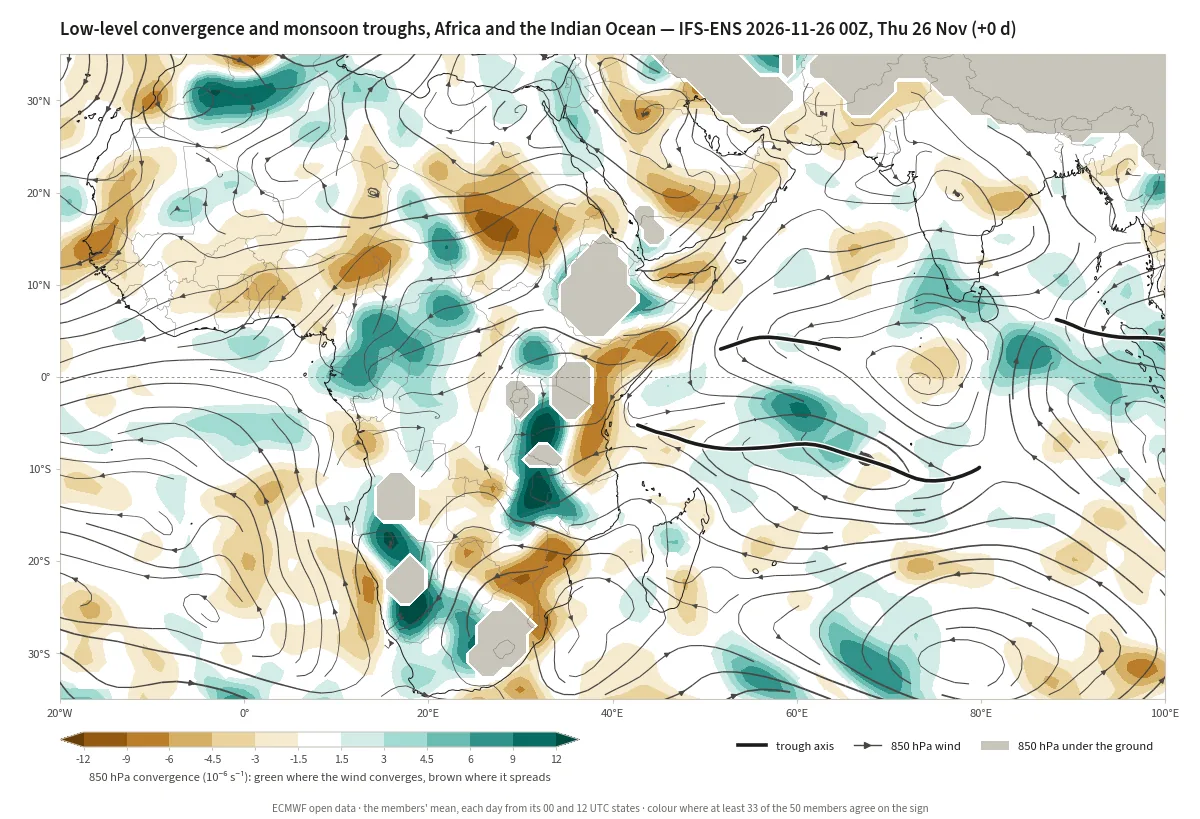 Low-level convergence and monsoon troughs, Africa and the Indian Ocean — IFS-ENS 2026-11-26 00Z, Thu 26 Nov (+0 d)
30°N
20°N
10°N
0°
10°S
20°S
30°S
20°W 0° 20°E 40°E 60°E 80°E 100°E
-12 -9 -6 -4.5 -3 -1.5 1.5 3 4.5 6 9 12
850 hPa convergence (10⁻⁶ s⁻¹): green where the wind converges, brown where it spreads
trough axis 850 hPa wind 850 hPa under the ground
ECMWF open data · the members' mean, each day from its 00 and 12 UTC states · colour where at least 33 of the 50 members agree on the sign